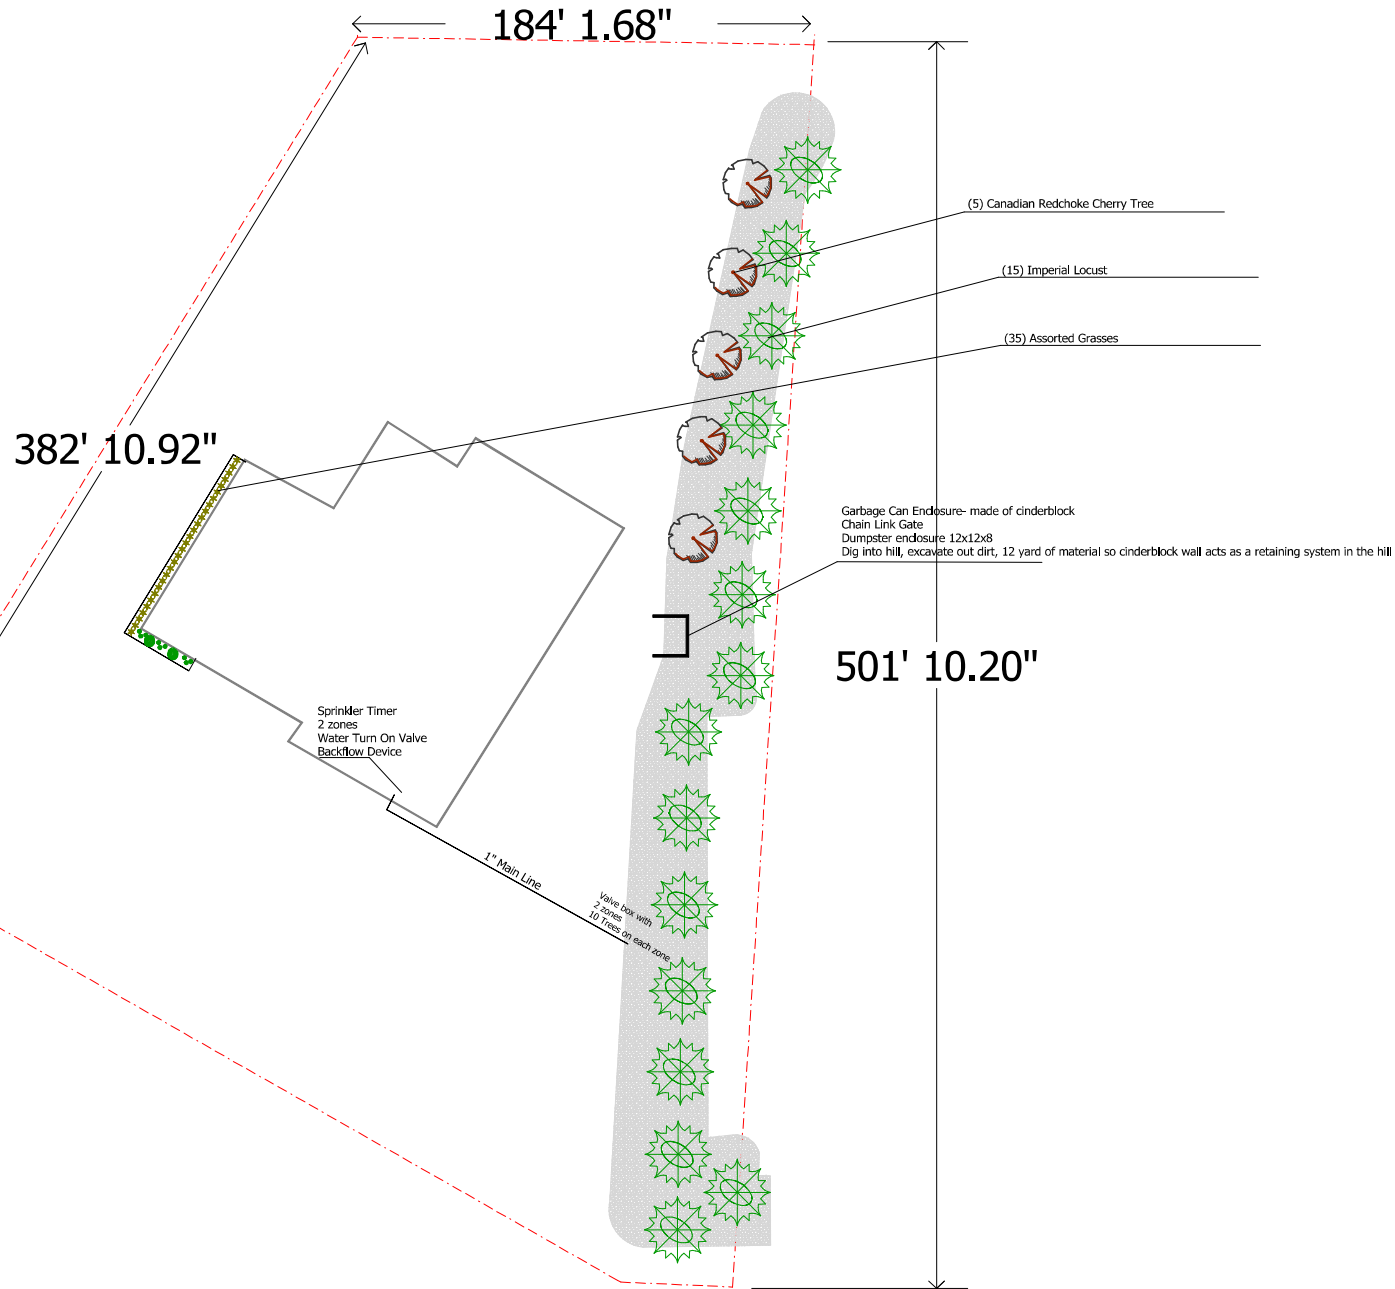 184' 1.68"
(5) Canadian Redchoke Cherry Tree
(15) Imperial Locust
(35) Assorted Grasses
382' 10.92"
Garbage Can Enclosure- made of cinderblock
Chain Link Gate
Dumpster enclosure 12x12x8
Dig into hill, excavate out dirt, 12 yard of material so cinderblock wall acts as a retaining system in the hill
501' 10.20"
Sprinkler Timer
2 zones
Water Turn On Valve
Backflow Device
1" Main Line
Valve box with
2 zones
10 Trees on each zone